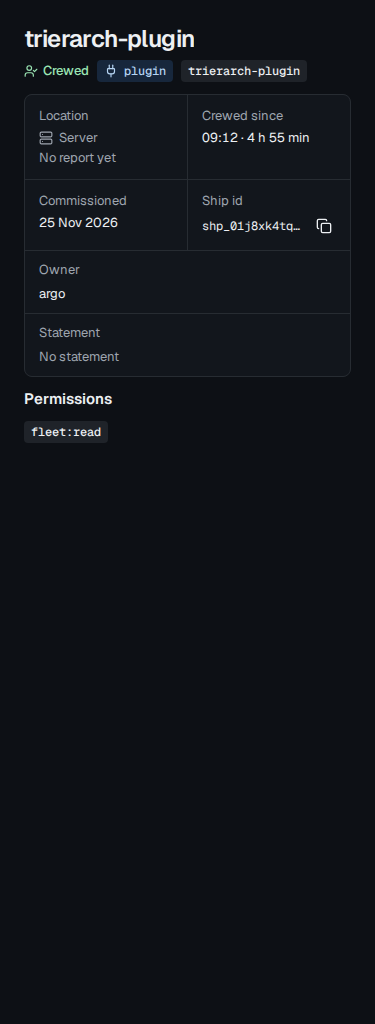 trierarch-plugin
Crewed plugin trierarch-plugin
Location
Server
No report yet
Crewed since
09:12 · 4 h 55 min
Commissioned
25 Nov 2026
Ship id
shp_01j8xk4tq…
Owner
argo
Statement
No statement
Permissions
fleet:read